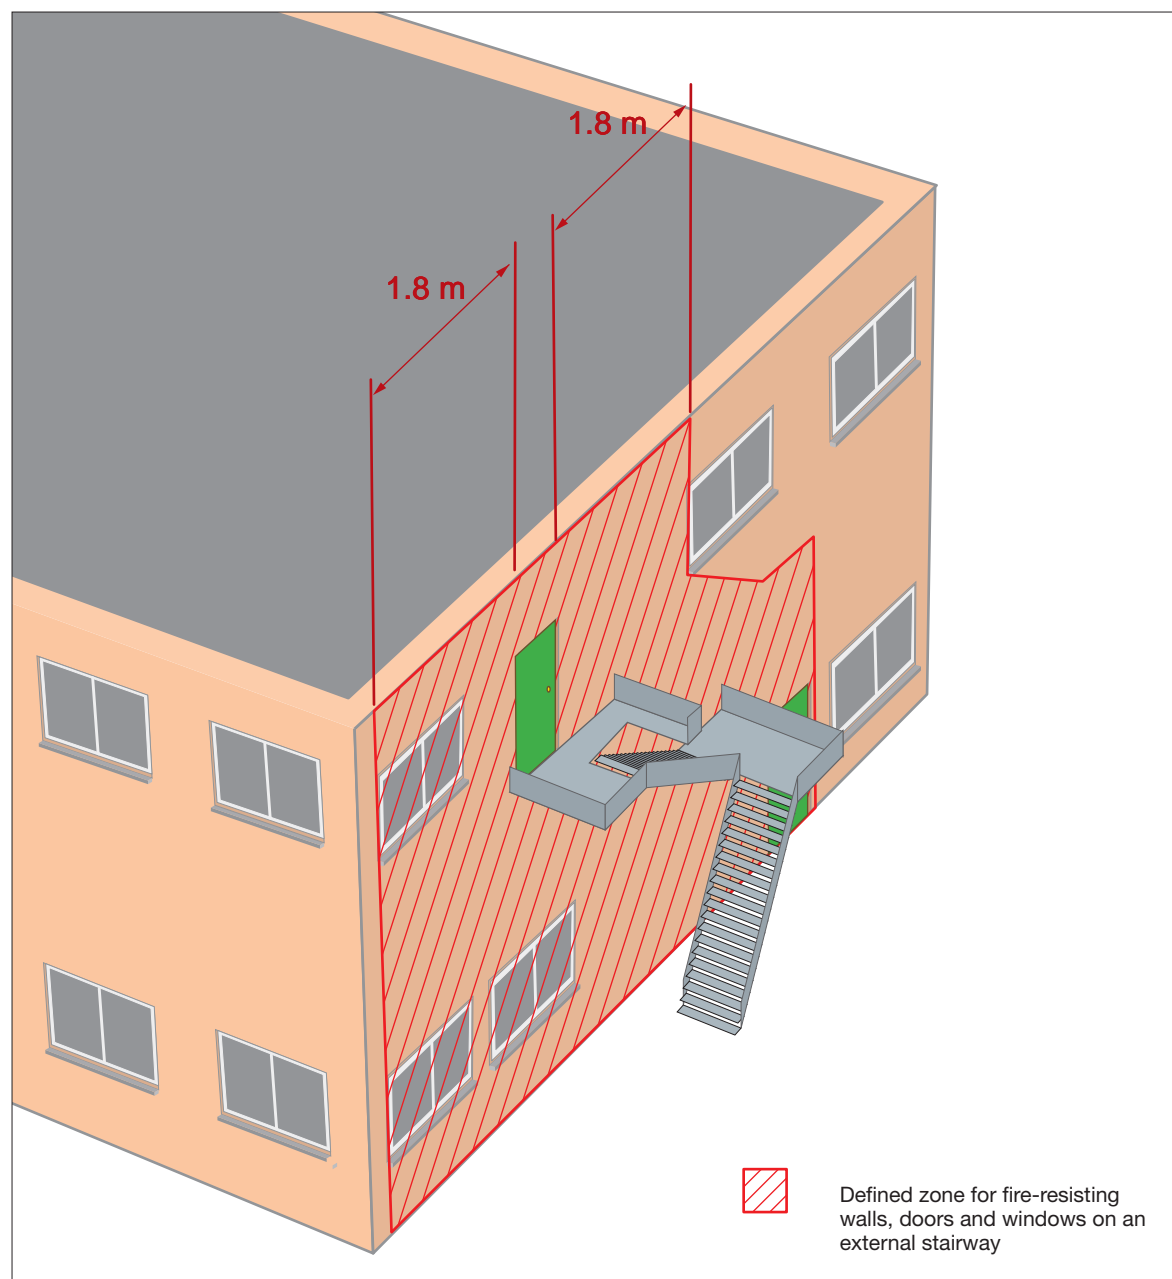 1.8 m
1.8 m
Defined zone for fire-resisting
walls, doors and windows on an
external stairway